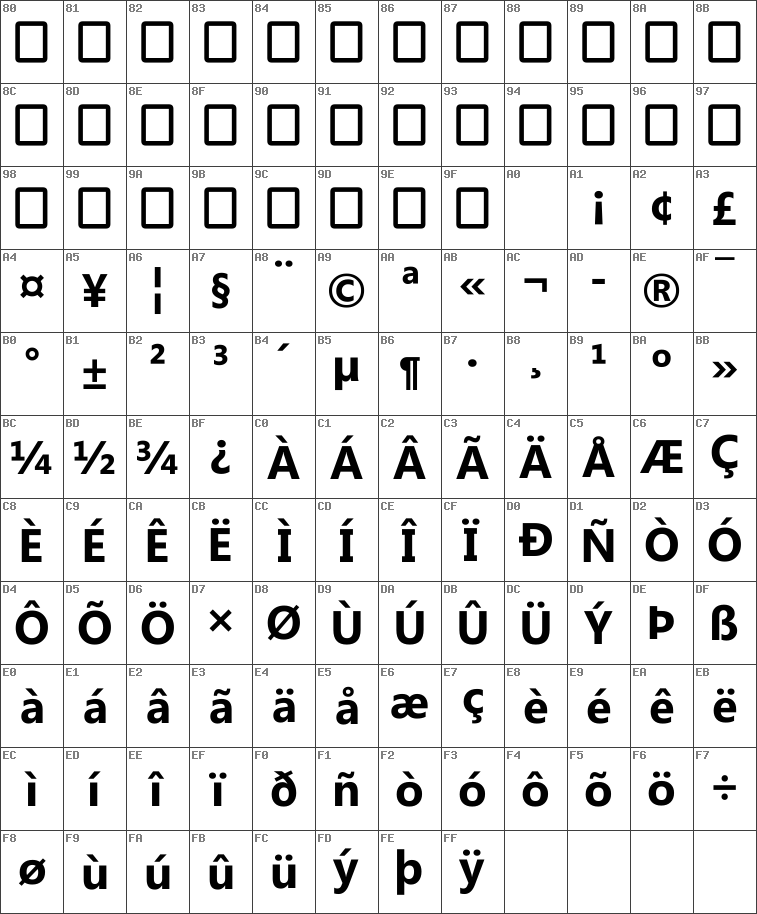 80 81 82 83 84 85 86 87 88 89 8A 8B
8C 8D 8E 8F 90 91 92 93 94 95 96 97
98 99 9A 9B 9C 9D 9E 9F A0 A1 A2 A3
¡ ¢ £
A4 A5 A6 A7 A8 A9 AA AB AC AD AE AF
¤ ¥ ¦ § ¨ © ª « ¬ - ® ¯
B0 B1 B2 B3 B4 B5 B6 B7 B8 B9 BA BB
° ± ² ³ ´ µ ¶ · ¸ ¹ º »
BC BD BE BF C0 C1 C2 C3 C4 C5 C6 C7
¼ ½ ¾ ¿ À Á Â Ã Ä Å Æ Ç
C8 C9 CA CB CC CD CE CF D0 D1 D2 D3
È É Ê Ë Ì Í Î Ï Ð Ñ Ò Ó
D4 D5 D6 D7 D8 D9 DA DB DC DD DE DF
Ô Õ Ö × Ø Ù Ú Û Ü Ý Þ ß
E0 E1 E2 E3 E4 E5 E6 E7 E8 E9 EA EB
à á â ã ä å æ ç è é ê ë
EC ED EE EF F0 F1 F2 F3 F4 F5 F6 F7
ì í î ï ð ñ ò ó ô õ ö ÷
F8 F9 FA FB FC FD FE FF
ø ù ú û ü ý þ ÿ